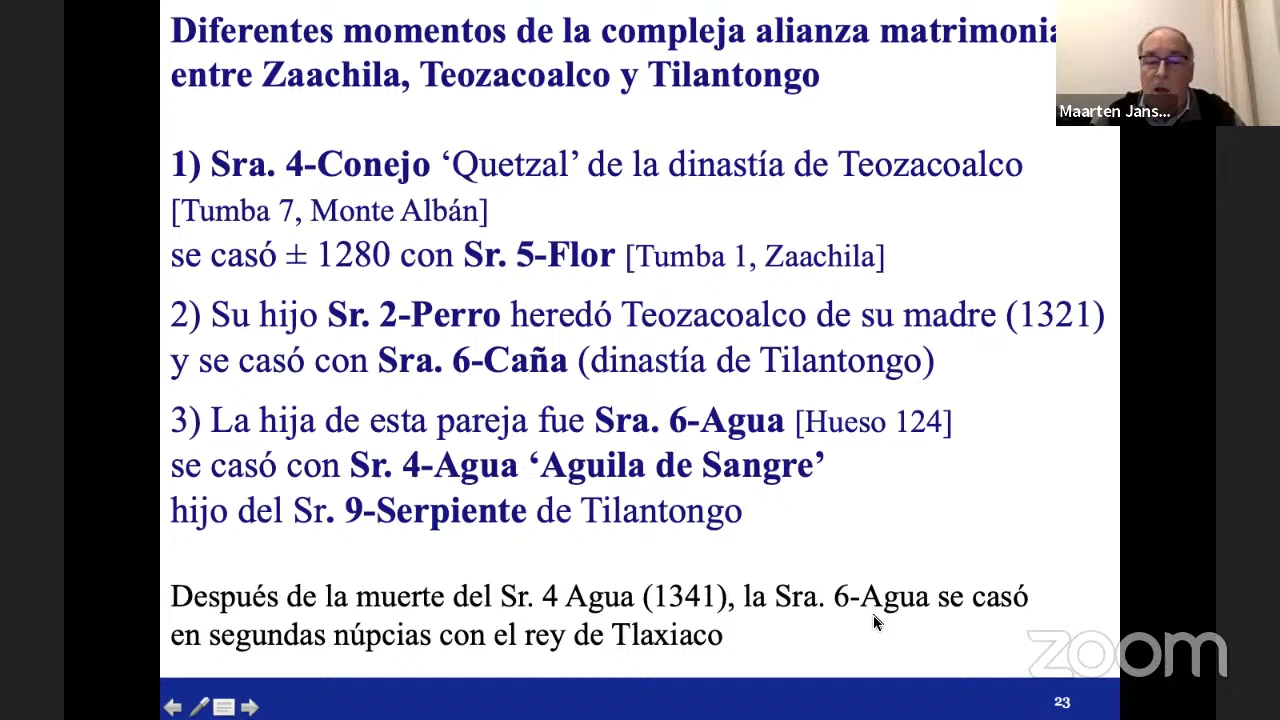 Diferentes momentos de la compleja alianza matrimonia
entre Zaachila, Teozacoalco y Tilantongo
Maarten Jans...
1) Sra. 4-Conejo ‘Quetzal’ de la dinastía de Teozacoalco
[Tumba 7, Monte Albán]
se casó ± 1280 con Sr. 5-Flor [Tumba 1, Zaachila]
2) Su hijo Sr. 2-Perro heredó Teozacoalco de su madre (1321)
y se casó con Sra. 6-Caña (dinastía de Tilantongo)
3) La hija de esta pareja fue Sra. 6-Agua [Hueso 124]
se casó con Sr. 4-Agua ‘Aguila de Sangre’
hijo del Sr. 9-Serpiente de Tilantongo
Después de la muerte del Sr. 4 Agua (1341), la Sra. 6-Agua se casó
en segundas núpcias con el rey de Tlaxiaco
zoom
23